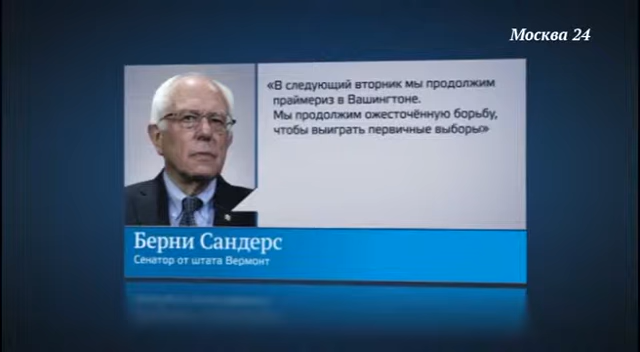 Москва 24
«В следующий вторник мы продолжим
праймериз в Вашингтоне.
Мы продолжим ожесточённую борьбу,
чтобы выиграть первичные выборы»
Берни Сандерс
Сенатор от штата Вермонт